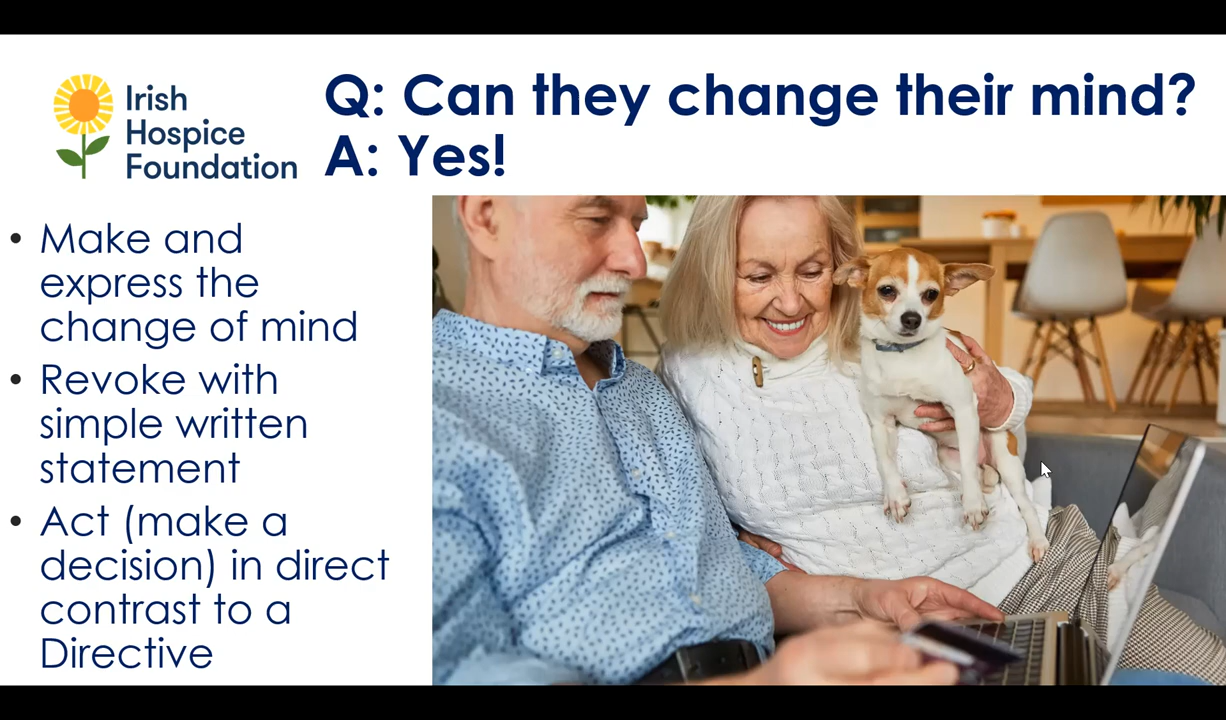 Irish
Hospice
Foundation
Q: Can they change their mind?
A: Yes!
• Make and
express the
change of mind
• Revoke with
simple written
statement
• Act (make a
decision) in direct
contrast to a
Directive